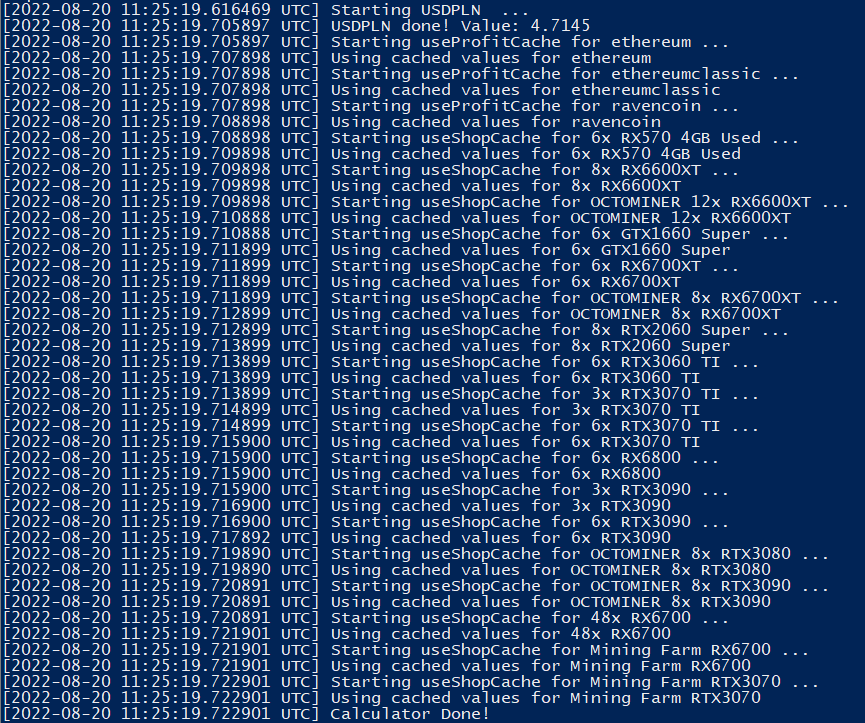 [2022-08-20 11:25:19.616469 UTC] Starting USDPLN  ...
[2022-08-20 11:25:19.705897 UTC] USDPLN done! Value: 4.7145
[2022-08-20 11:25:19.705897 UTC] Starting useProfitCache for ethereum ...
[2022-08-20 11:25:19.707898 UTC] Using cached values for ethereum
[2022-08-20 11:25:19.707898 UTC] Starting useProfitCache for ethereumclassic ...
[2022-08-20 11:25:19.707898 UTC] Using cached values for ethereumclassic
[2022-08-20 11:25:19.707898 UTC] Starting useProfitCache for ravencoin ...
[2022-08-20 11:25:19.708898 UTC] Using cached values for ravencoin
[2022-08-20 11:25:19.708898 UTC] Starting useShopCache for 6x RX570 4GB Used ...
[2022-08-20 11:25:19.709898 UTC] Using cached values for 6x RX570 4GB Used
[2022-08-20 11:25:19.709898 UTC] Starting useShopCache for 8x RX6600XT ...
[2022-08-20 11:25:19.709898 UTC] Using cached values for 8x RX6600XT
[2022-08-20 11:25:19.709898 UTC] Starting useShopCache for OCTOMINER 12x RX6600XT ...
[2022-08-20 11:25:19.710888 UTC] Using cached values for OCTOMINER 12x RX6600XT
[2022-08-20 11:25:19.710888 UTC] Starting useShopCache for 6x GTX1660 Super ...
[2022-08-20 11:25:19.711899 UTC] Using cached values for 6x GTX1660 Super
[2022-08-20 11:25:19.711899 UTC] Starting useShopCache for 6x RX6700XT ...
[2022-08-20 11:25:19.711899 UTC] Using cached values for 6x RX6700XT
[2022-08-20 11:25:19.711899 UTC] Starting useShopCache for OCTOMINER 8x RX6700XT ...
[2022-08-20 11:25:19.712899 UTC] Using cached values for OCTOMINER 8x RX6700XT
[2022-08-20 11:25:19.712899 UTC] Starting useShopCache for 8x RTX2060 Super ...
[2022-08-20 11:25:19.713899 UTC] Using cached values for 8x RTX2060 Super
[2022-08-20 11:25:19.713899 UTC] Starting useShopCache for 6x RTX3060 TI ...
[2022-08-20 11:25:19.713899 UTC] Using cached values for 6x RTX3060 TI
[2022-08-20 11:25:19.713899 UTC] Starting useShopCache for 3x RTX3070 TI ...
[2022-08-20 11:25:19.714899 UTC] Using cached values for 3x RTX3070 TI
[2022-08-20 11:25:19.714899 UTC] Starting useShopCache for 6x RTX3070 TI ...
[2022-08-20 11:25:19.715900 UTC] Using cached values for 6x RTX3070 TI
[2022-08-20 11:25:19.715900 UTC] Starting useShopCache for 6x RX6800 ...
[2022-08-20 11:25:19.715900 UTC] Using cached values for 6x RX6800
[2022-08-20 11:25:19.715900 UTC] Starting useShopCache for 3x RTX3090 ...
[2022-08-20 11:25:19.716900 UTC] Using cached values for 3x RTX3090
[2022-08-20 11:25:19.716900 UTC] Starting useShopCache for 6x RTX3090 ...
[2022-08-20 11:25:19.717892 UTC] Using cached values for 6x RTX3090
[2022-08-20 11:25:19.719890 UTC] Starting useShopCache for OCTOMINER 8x RTX3080 ...
[2022-08-20 11:25:19.719890 UTC] Using cached values for OCTOMINER 8x RTX3080
[2022-08-20 11:25:19.720891 UTC] Starting useShopCache for OCTOMINER 8x RTX3090 ...
[2022-08-20 11:25:19.720891 UTC] Using cached values for OCTOMINER 8x RTX3090
[2022-08-20 11:25:19.720891 UTC] Starting useShopCache for 48x RX6700 ...
[2022-08-20 11:25:19.721901 UTC] Using cached values for 48x RX6700
[2022-08-20 11:25:19.721901 UTC] Starting useShopCache for Mining Farm RX6700 ...
[2022-08-20 11:25:19.721901 UTC] Using cached values for Mining Farm RX6700
[2022-08-20 11:25:19.721901 UTC] Starting useShopCache for Mining Farm RTX3070 ...
[2022-08-20 11:25:19.722901 UTC] Using cached values for Mining Farm RTX3070
[2022-08-20 11:25:19.722901 UTC] Calculator Done!